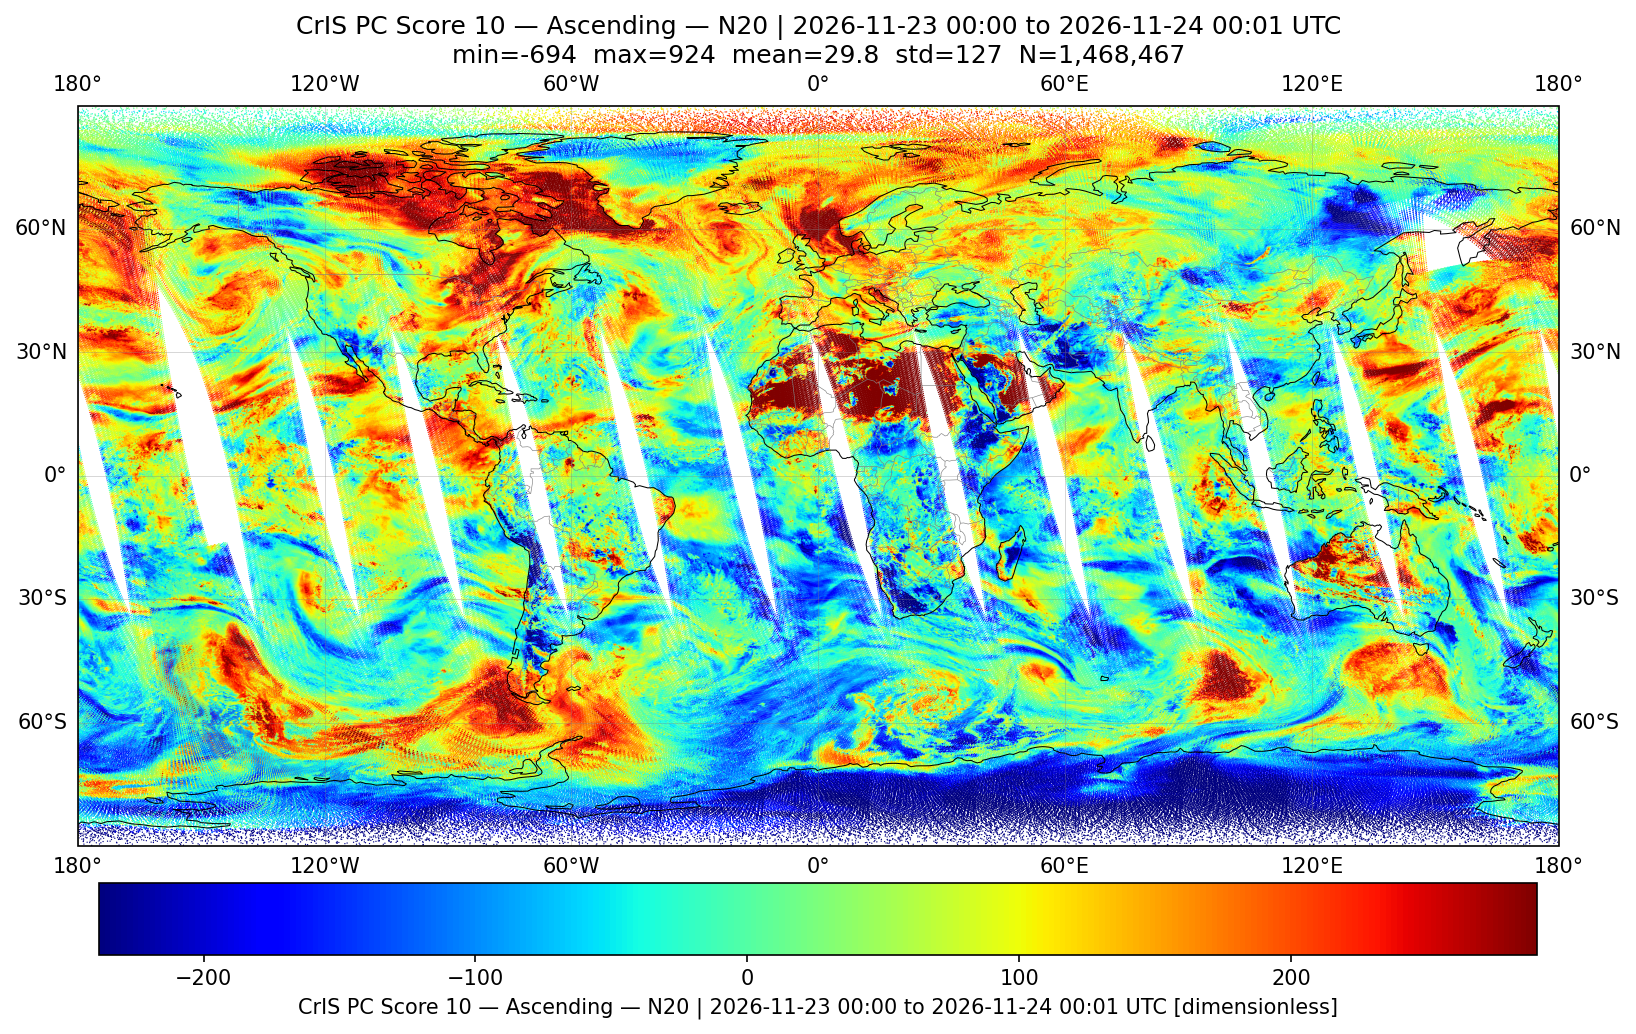 CrIS PC Score 10 — Ascending — N20 | 2026-11-23 00:00 to 2026-11-24 00:01 UTC
min=-694 max=924 mean=29.8 std=127 N=1,468,467
180° 120°W 60°W 0° 60°E 120°E 180°
60°N 60°N
30°N 30°N
0° 0°
30°S 30°S
60°S 60°S
180° 120°W 60°W 0° 60°E 120°E 180°
−200 −100 0 100 200
CrIS PC Score 10 — Ascending — N20 | 2026-11-23 00:00 to 2026-11-24 00:01 UTC [dimensionless]